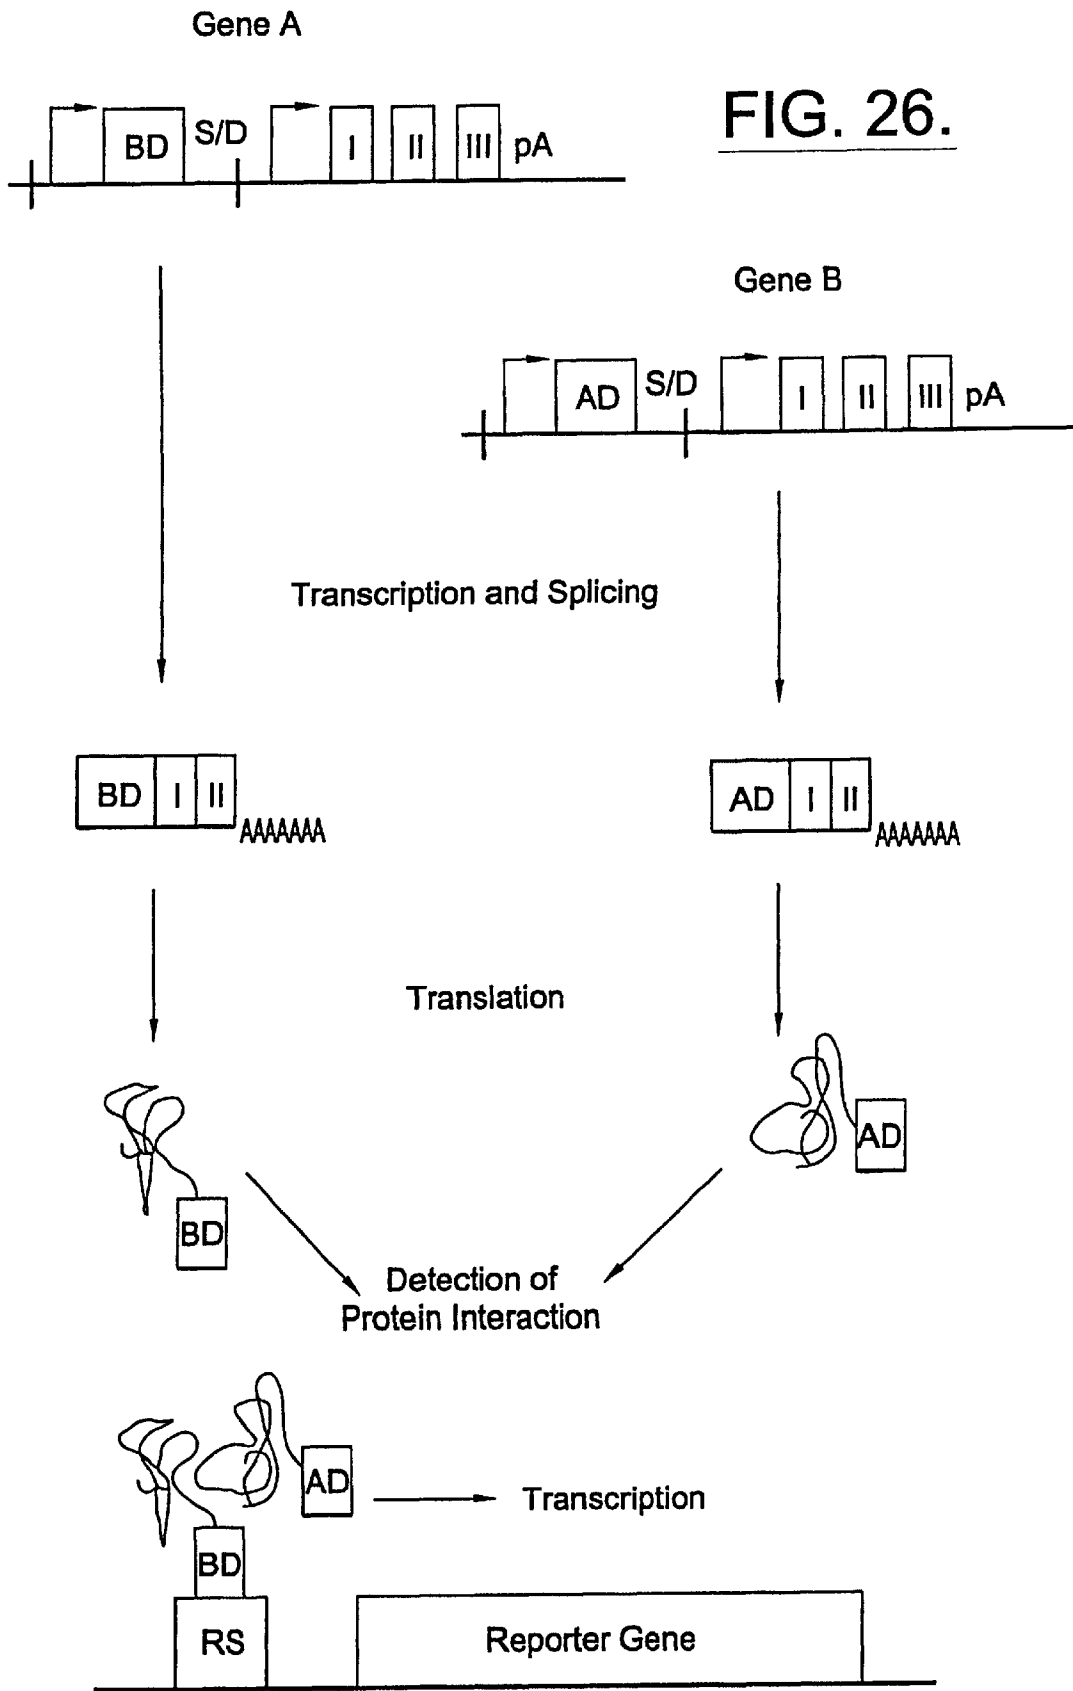 Gene A
FIG. 26.
BD S/D I II III pA
Gene B
AD S/D I II III pA
Transcription and Splicing
BD I II AAAAAAA
AD I II AAAAAAA
Translation
BD
AD
Detection of
Protein Interaction
AD
Transcription
BD
RS
Reporter Gene